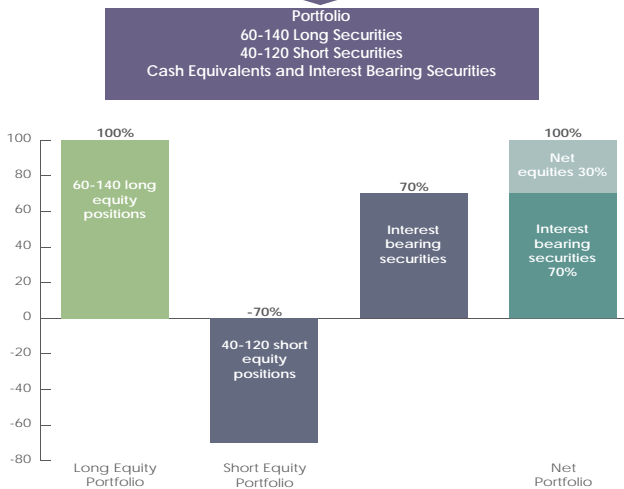 Portfolio
60-140 Long Securities
40-120 Short Securities
Cash Equivalents and Interest Bearing Securities
100
80
60
40
20
0
-20
-40
-60
-80
100%
60-140 long
equity
positions
-70%
40-120 short
equity
positions
70%
Interest
bearing
securities
100%
Net
equities 30%
Interest
bearing
securities
70%
Long Equity
Portfolio
Short Equity
Portfolio
Net
Portfolio